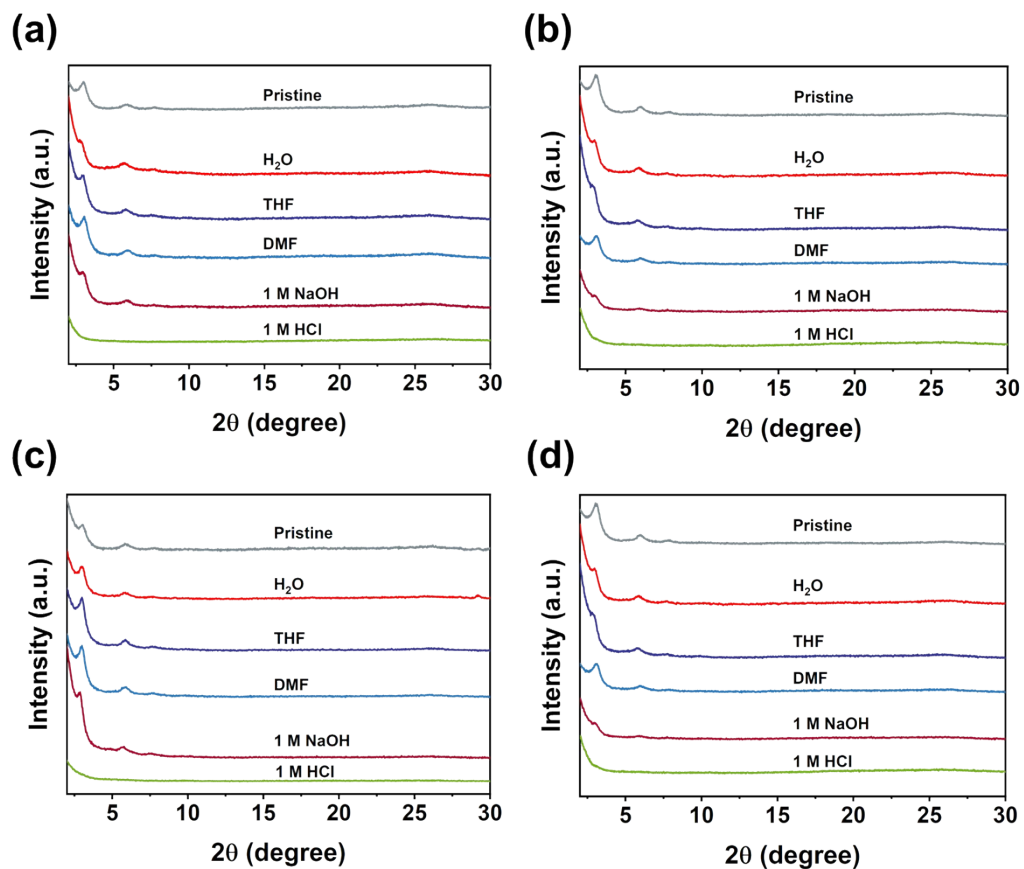 (a)
Intensity (a.u.)
Pristine
H₂O
THF
DMF
1 M NaOH
1 M HCl
5 10 15 20 25 30
2θ (degree)
(b)
Intensity (a.u.)
Pristine
H₂O
THF
DMF
1 M NaOH
1 M HCl
5 10 15 20 25 30
2θ (degree)
(c)
Intensity (a.u.)
Pristine
H₂O
THF
DMF
1 M NaOH
1 M HCl
5 10 15 20 25 30
2θ (degree)
(d)
Intensity (a.u.)
Pristine
H₂O
THF
DMF
1 M NaOH
1 M HCl
5 10 15 20 25 30
2θ (degree)